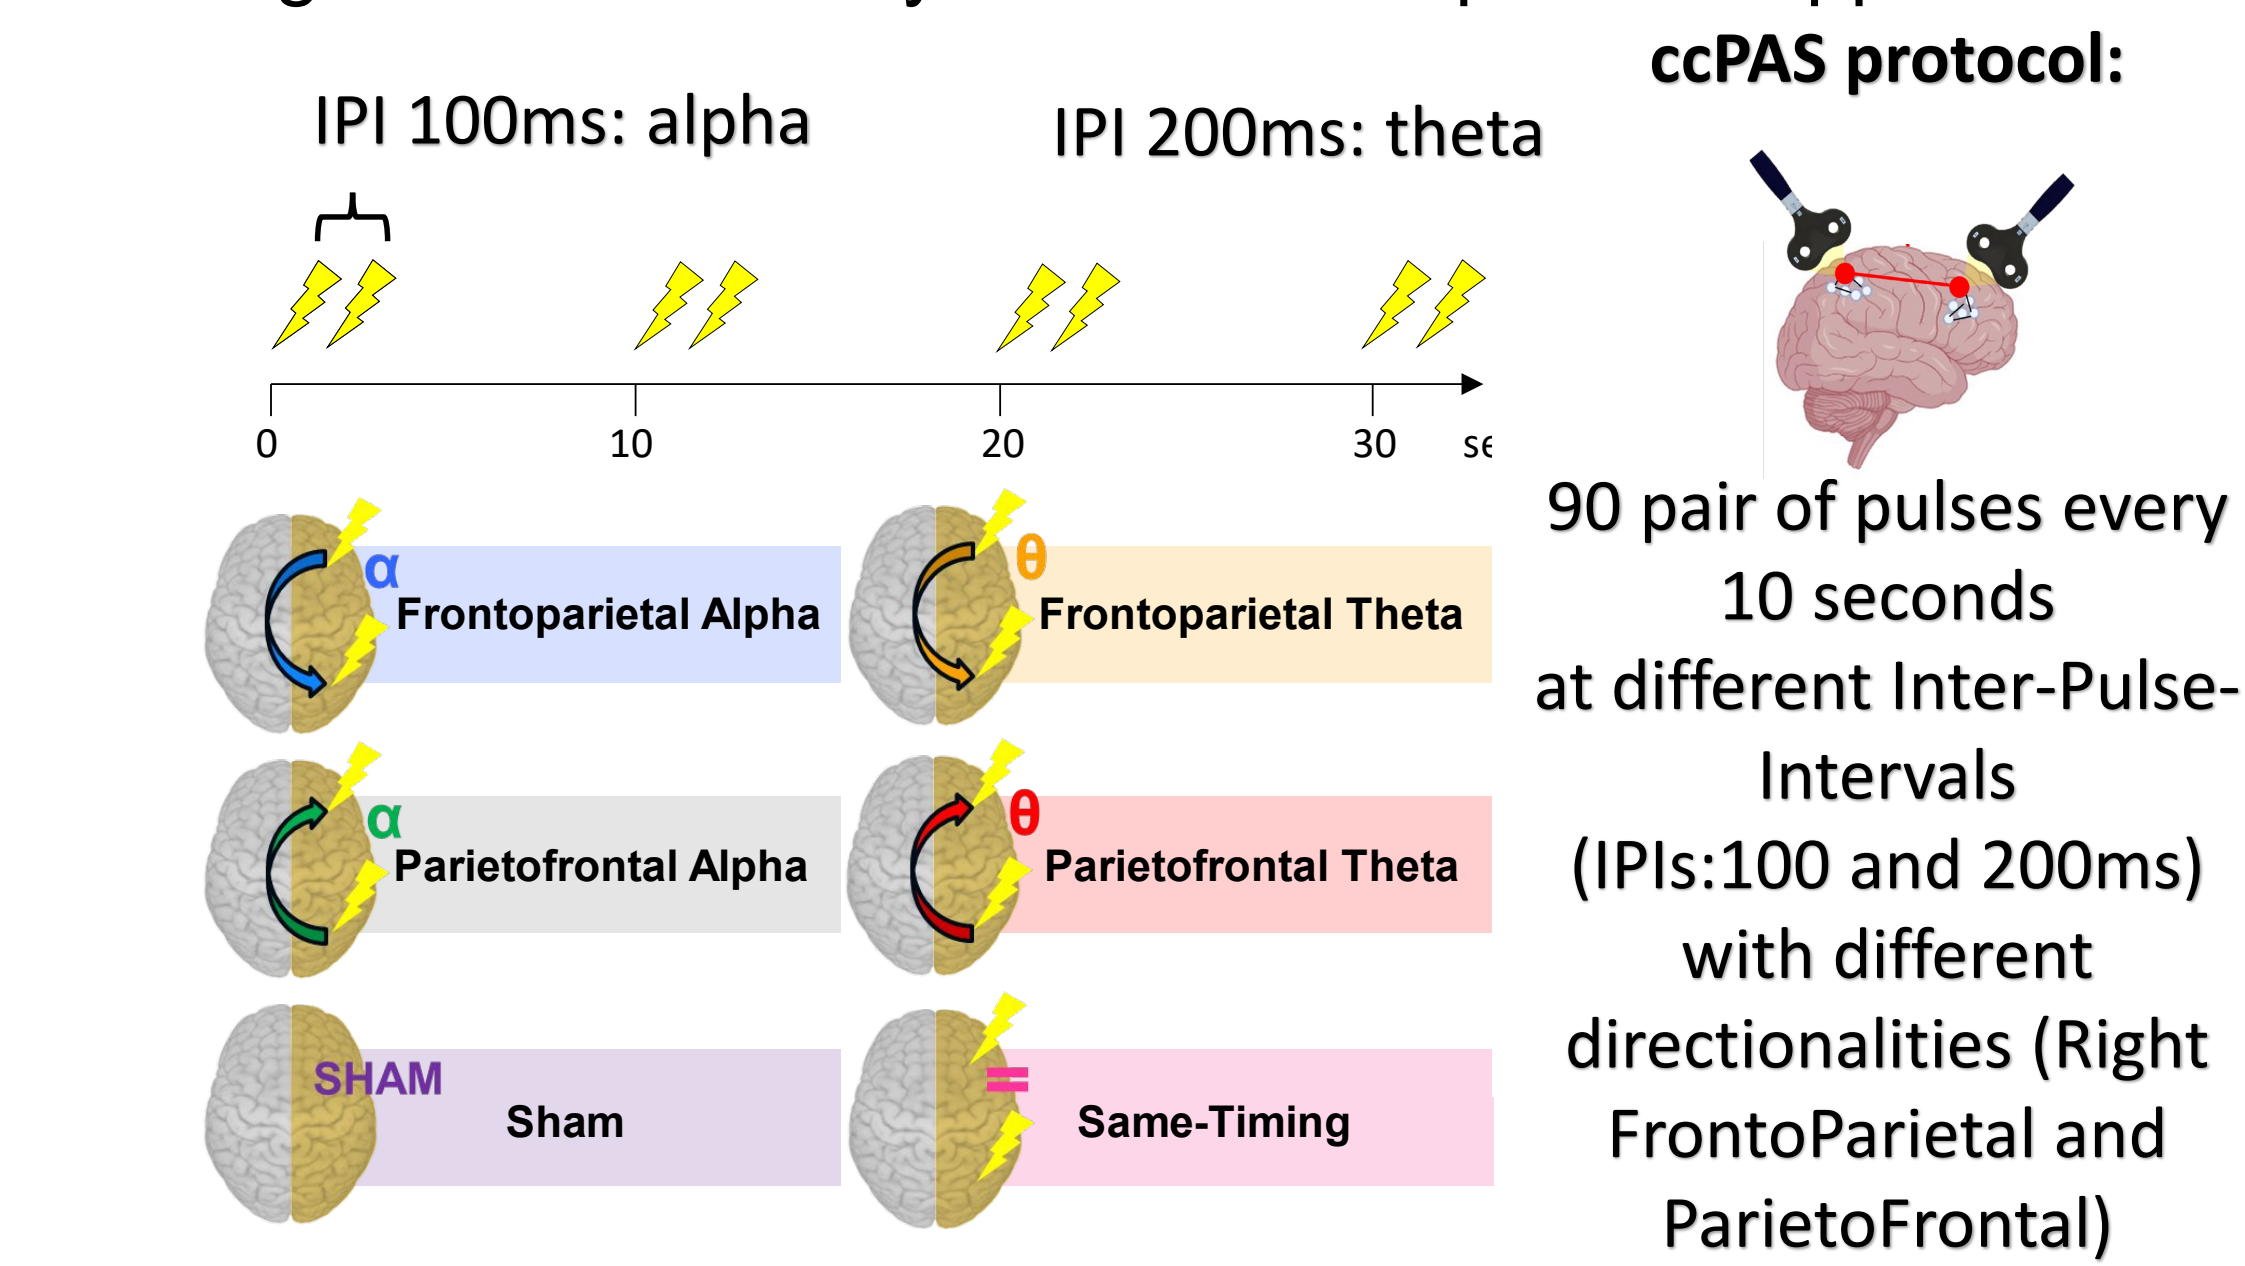 ccPAS protocol:
IPI 100ms: alpha
IPI 200ms: theta
0
10
20
30
α
Frontoparietal Alpha
θ
Frontoparietal Theta
α
Parietofrontal Alpha
θ
Parietofrontal Theta
SHAM
Sham
=
Same-Timing
90 pair of pulses every
10 seconds
at different Inter-Pulse-
Intervals
(IPIs:100 and 200ms)
with different
directionalities (Right
FrontoParietal and
ParietoFrontal)